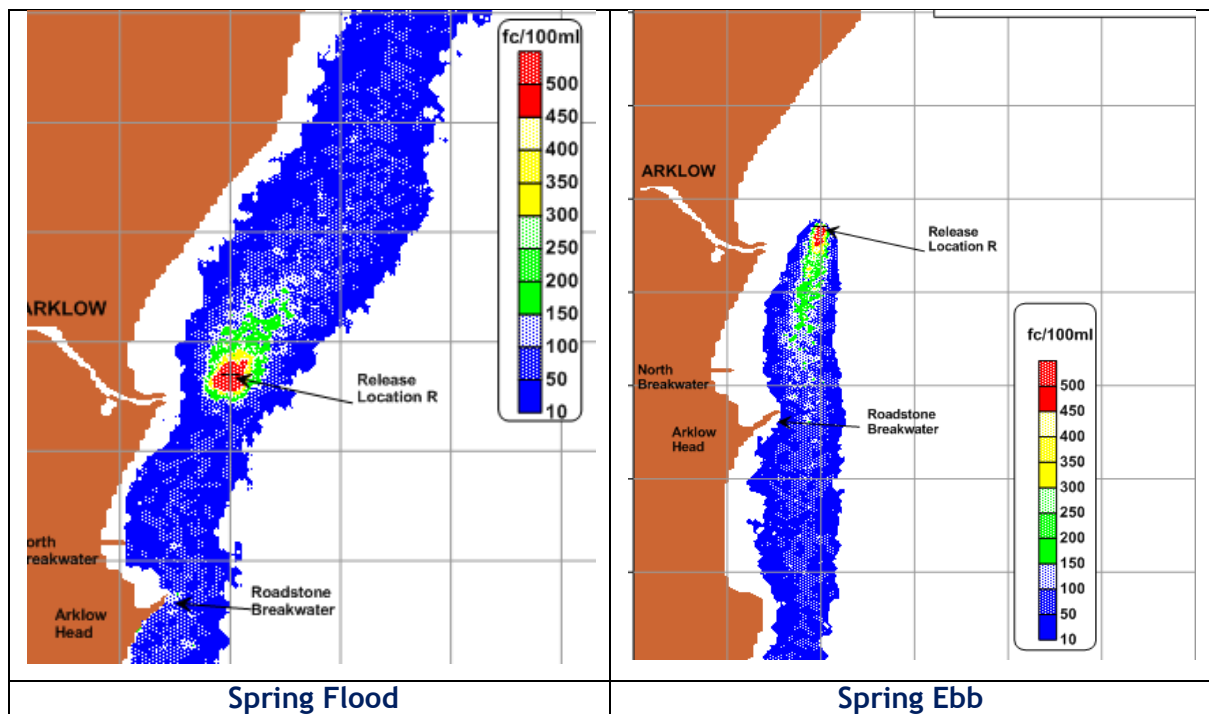 fc/100ml
500
450
400
350
300
250
200
150
100
50
10
ARKLOW
Release
Location R
orth
reakwater
Roadstone
Breakwater
Arklow
Head
Spring Flood
ARKLOW
Release
Location R
fc/100ml
500
450
400
350
300
250
200
150
100
50
10
North
Breakwater
Roadstone
Breakwater
Arklow
Head
Spring Ebb